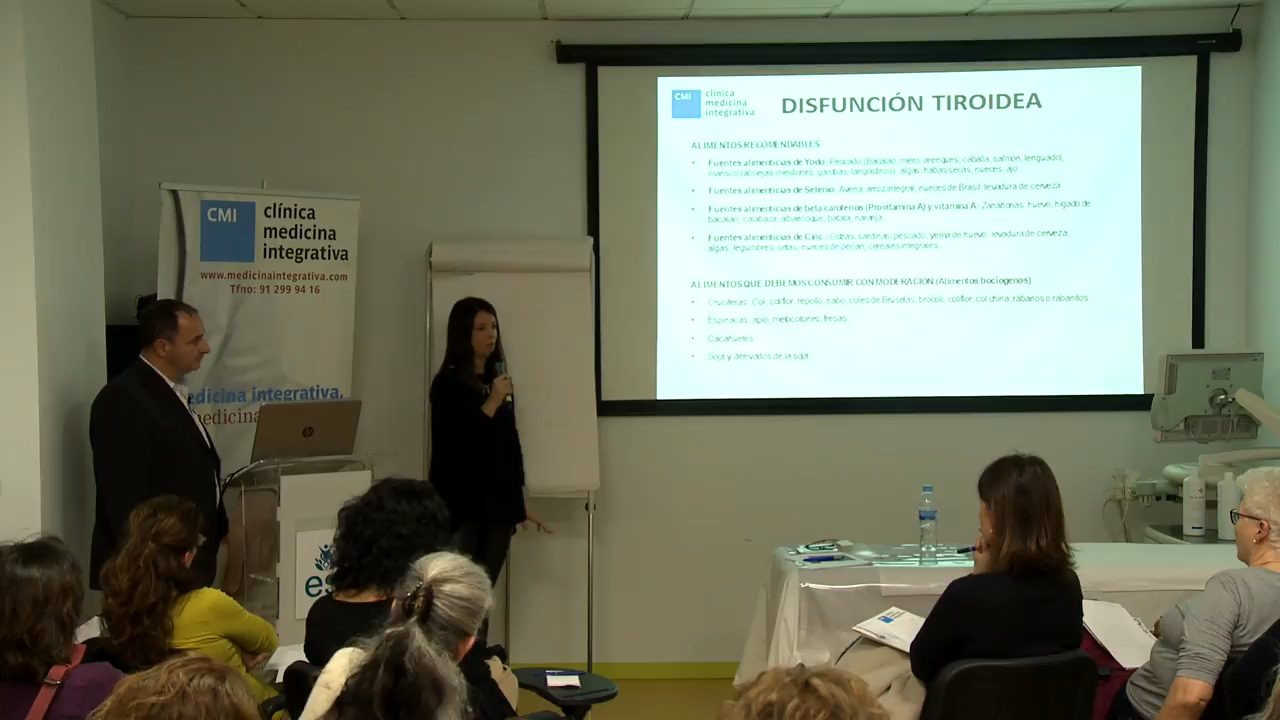 CMI clínica
medicina
integrativa
DISFUNCIÓN TIROIDEA
ALIMENTOS RECOMENDABLES
• Fuentes alimenticias de Yodo: Pescado (Bacalao, mero, arenques, caballa, salmón, lenguado),
marisco (almejas, mejillones, gambas, langostinos), algas, habas secas, nueces, ajo
• Fuentes alimenticias de Selenio: Avena, arroz integral, nueces de Brasil, levadura de cerveza
• Fuentes alimenticias de beta carotenos (Provitamina A) y vitamina A: Zanahorias, huevo, hígado de
bacalao, calabaza, albaricoque, batata, naranja
• Fuentes alimenticias de Cinc: Ostras, sardinas, pescado, yema de huevo, levadura de cerveza,
algas, legumbres, setas, nueces de pecán, cereales integrales
ALIMENTOS QUE DEBEMOS CONSUMIR CON MODERACIÓN (Alimentos bociógenos)
• Crucíferas: Col, coliflor, repollo, nabo, coles de Bruselas, brócoli, coliflor, col china, rábanos o rabanitos
• Espinacas, apio, melocotones, fresas
• Cacahuetes
• Soja y derivados de la soja
CMI clínica
medicina
integrativa
www.medicinaintegrativa.com
Tfno: 91 299 94 16
edicina integrativa,
medicina
hp
es